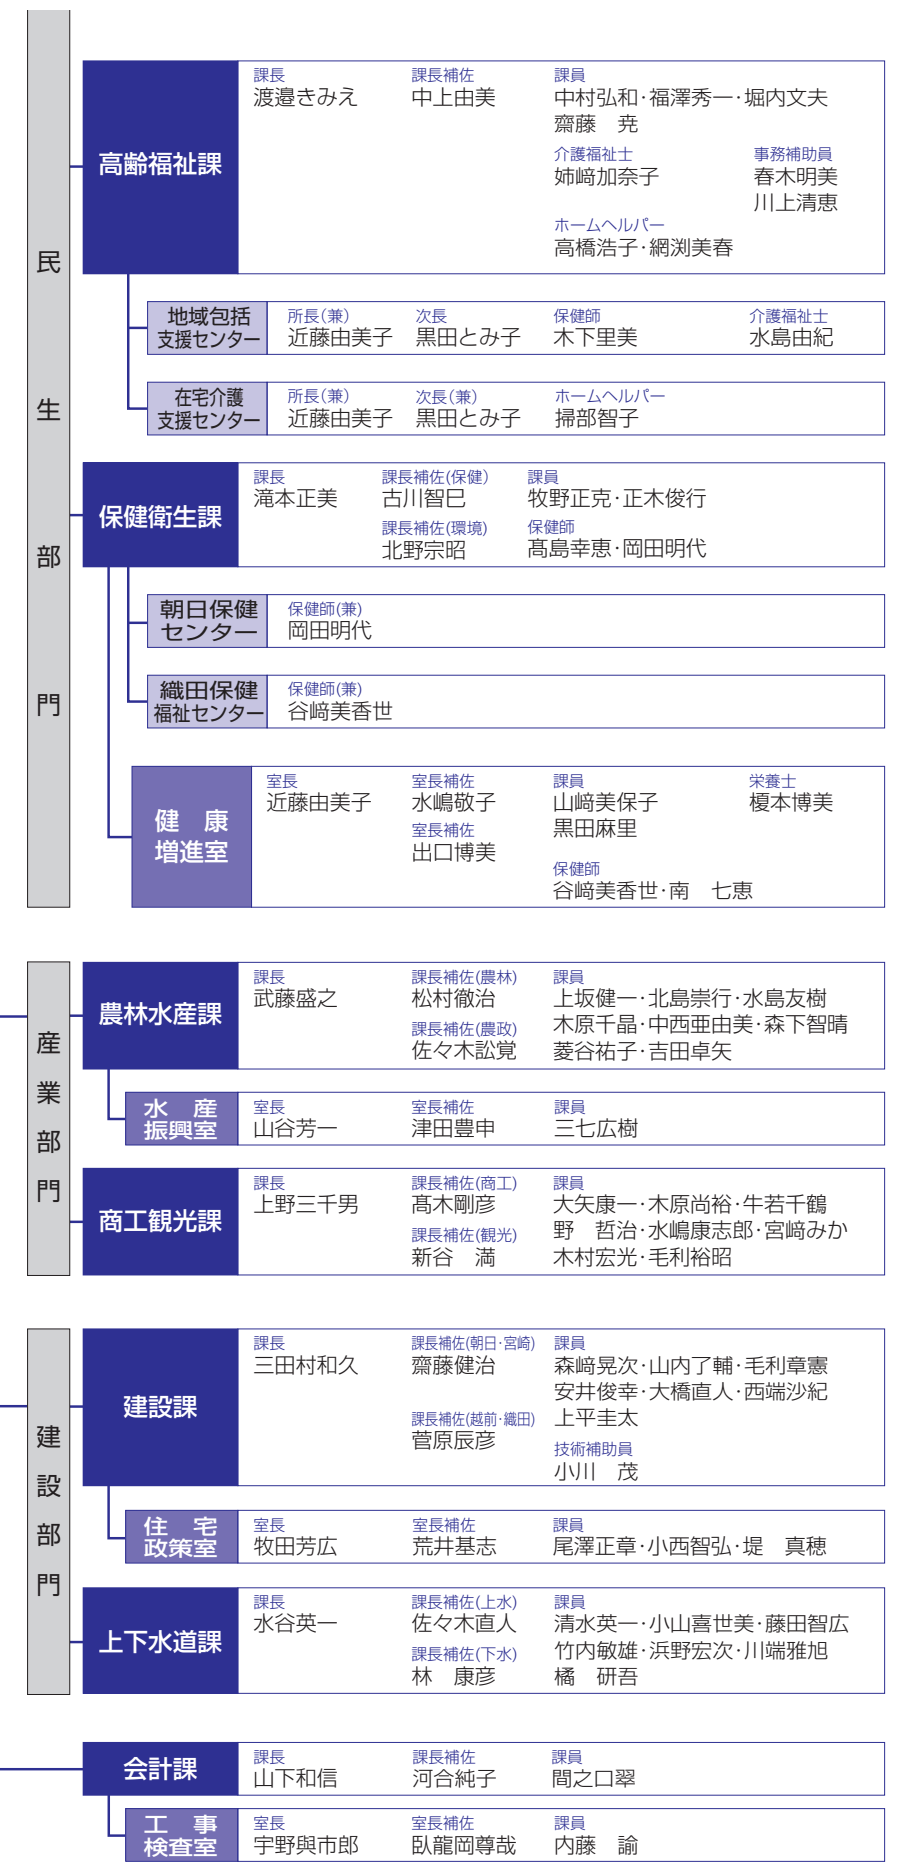 民生部門
高齢福祉課
課長
渡邉きみえ
課長補佐
中上由美
課員
中村弘和・福澤秀一・堀内文夫
齋藤　尭
介護福祉士
姉﨑加奈子
事務補助員
春木明美
川上清恵
ホームヘルパー
高橋浩子・網渕美春
地域包括
支援センター
所長（兼）
近藤由美子
次長
黒田とみ子
保健師
木下里美
介護福祉士
水島由紀
在宅介護
支援センター
所長（兼）
近藤由美子
次長（兼）
黒田とみ子
ホームヘルパー
掃部智子
保健衛生課
課長
滝本正美
課長補佐(保健)
古川智巳
課長補佐(環境)
北野宗昭
課員
牧野正克・正木俊行
保健師
髙島幸恵・岡田明代
朝日保健
センター
保健師(兼)
岡田明代
織田保健
福祉センター
保健師(兼)
谷﨑美香世
健　康
増進室
室長
近藤由美子
室長補佐
水嶋敬子
室長補佐
出口博美
課員
山﨑美保子
黒田麻里
保健師
谷﨑美香世・南　七恵
栄養士
榎本博美
産業部門
農林水産課
課長
武藤盛之
課長補佐(農林)
松村徹治
課長補佐(農政)
佐々木訟覚
課員
上坂健一・北島崇行・水島友樹
木原千晶・中西亜由美・森下智晴
菱谷祐子・吉田卓矢
水　産
振興室
室長
山谷芳一
室長補佐
津田豊申
課員
三七広樹
商工観光課
課長
上野三千男
課長補佐(商工)
髙木剛彦
課長補佐(観光)
新谷　満
課員
大矢康一・木原尚裕・牛若千鶴
野　哲治・水嶋康志郎・宮﨑みか
木村宏光・毛利裕昭
建設部門
建設課
課長
三田村和久
課長補佐(朝日・宮崎)
齋藤健治
課長補佐(越前・織田)
菅原辰彦
課員
森﨑晃次・山内了輔・毛利章憲
安井俊幸・大橋直人・西端沙紀
上平圭太
技術補助員
小川　茂
住　宅
政策室
室長
牧田芳広
室長補佐
荒井基志
課員
尾澤正章・小西智弘・堤　真穂
上下水道課
課長
水谷英一
課長補佐(上水)
佐々木直人
課長補佐(下水)
林　康彦
課員
清水英一・小山喜世美・藤田智広
竹内敏雄・浜野宏次・川端雅旭
橘　研吾
会計課
課長
山下和信
課長補佐
河合純子
課員
間之口翠
工　事
検査室
室長
宇野與市郎
室長補佐
臥龍岡尊哉
課員
内藤　諭